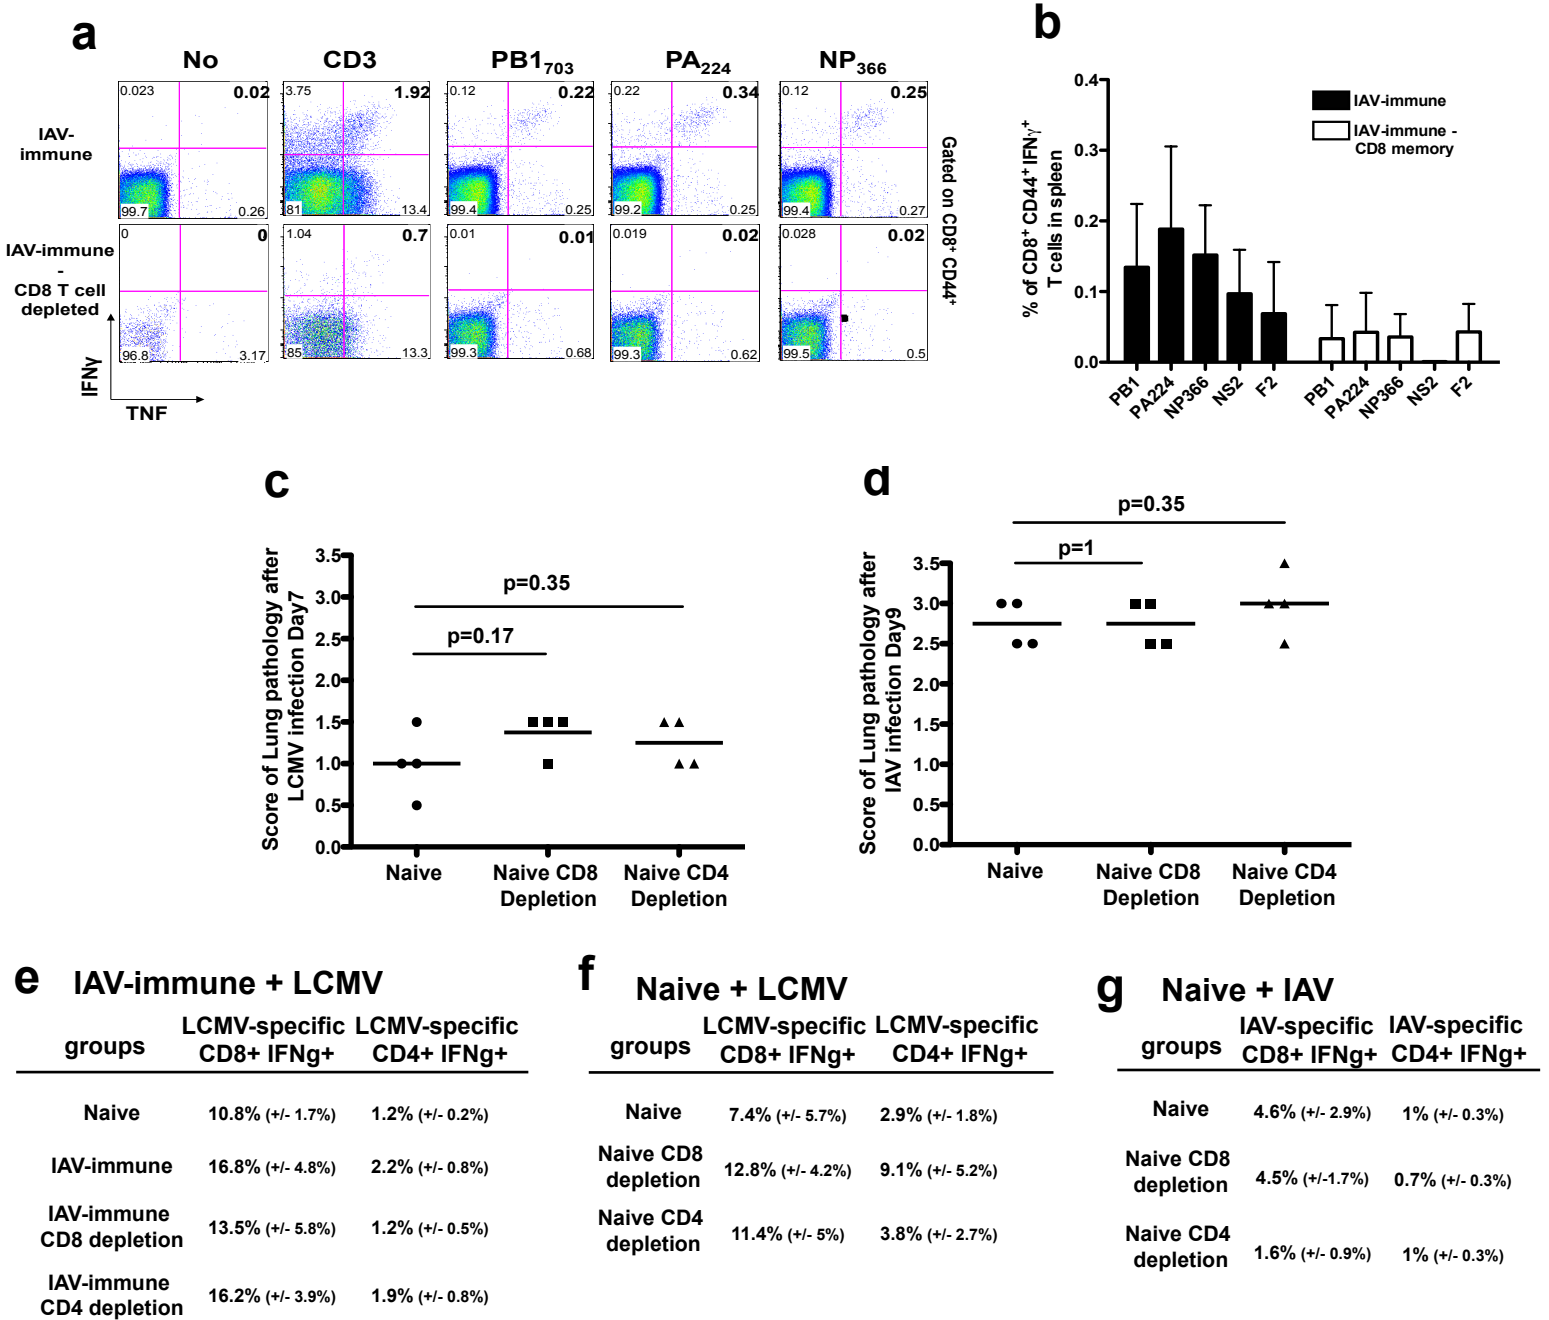 a
No CD3 PB1703 PA224 NP366
IAV-
immune
0.023 0.02
99.7 0.26
3.75 1.92
81 13.4
0.12 0.22
99.4 0.25
0.22 0.34
99.2 0.25
0.12 0.25
99.4 0.27
IAV-immune
-
CD8 T cell
depleted
0 0
96.8 3.17
1.04 0.7
85 13.3
0.01 0.01
99.3 0.68
0.019 0.02
99.3 0.62
0.028 0.02
99.5 0.5
Gated on CD8+ CD44+
IFNγ
TNF
b
% of CD8+ CD44+ IFNγ+
T cells in spleen
0.4
0.3
0.2
0.1
0.0
IAV-immune
IAV-immune -
CD8 memory
PB1 PA224 NP366 NS2 F2 PB1 PA224 NP366 NS2 F2
c
Score of Lung pathology after
LCMV infection Day7
3.5
3.0
2.5
2.0
1.5
1.0
0.5
0.0
p=0.35
p=0.17
Naive
Naive CD8
Depletion
Naive CD4
Depletion
d
Score of Lung pathology after
IAV infection Day9
3.5
3.0
2.5
2.0
1.5
1.0
0.5
0.0
p=0.35
p=1
Naive
Naive CD8
Depletion
Naive CD4
Depletion
e IAV-immune + LCMV
groups
LCMV-specific
CD8+ IFNg+
LCMV-specific
CD4+ IFNg+
Naive 10.8% (+/- 1.7%) 1.2% (+/- 0.2%)
IAV-immune 16.8% (+/- 4.8%) 2.2% (+/- 0.8%)
IAV-immune
CD8 depletion 13.5% (+/- 5.8%) 1.2% (+/- 0.5%)
IAV-immune
CD4 depletion 16.2% (+/- 3.9%) 1.9% (+/- 0.8%)
f Naive + LCMV
groups
LCMV-specific
CD8+ IFNg+
LCMV-specific
CD4+ IFNg+
Naive 7.4% (+/- 5.7%) 2.9% (+/- 1.8%)
Naive CD8
depletion 12.8% (+/- 4.2%) 9.1% (+/- 5.2%)
Naive CD4
depletion 11.4% (+/- 5%) 3.8% (+/- 2.7%)
g Naive + IAV
groups
IAV-specific
CD8+ IFNg+
IAV-specific
CD4+ IFNg+
Naive 4.6% (+/- 2.9%) 1% (+/- 0.3%)
Naive CD8
depletion 4.5% (+/-1.7%) 0.7% (+/- 0.3%)
Naive CD4
depletion 1.6% (+/- 0.9%) 1% (+/- 0.3%)